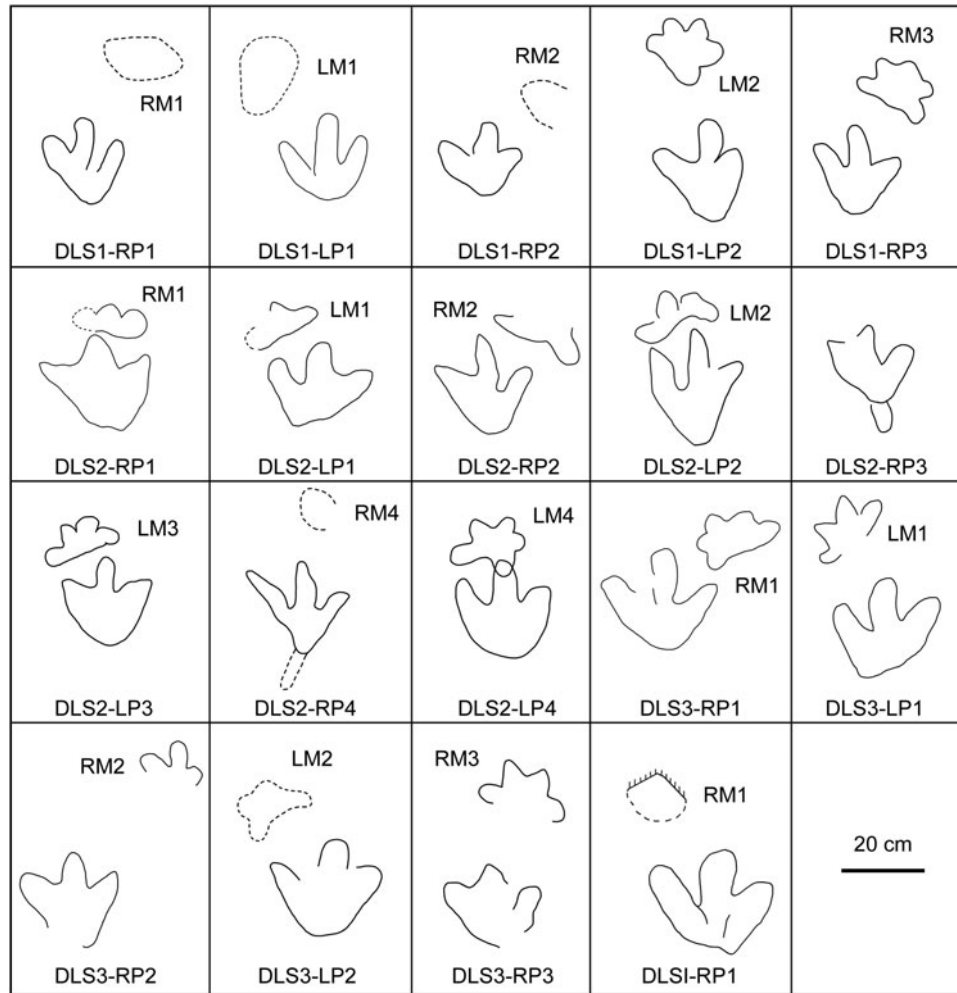 RM1
DLS1-RP1
LM1
DLS1-LP1
RM2
DLS1-RP2
LM2
DLS1-LP2
RM3
DLS1-RP3
RM1
DLS2-RP1
LM1
DLS2-LP1
RM2
DLS2-RP2
LM2
DLS2-LP2
DLS2-RP3
LM3
DLS2-LP3
RM4
DLS2-RP4
LM4
DLS2-LP4
RM1
DLS3-RP1
LM1
DLS3-LP1
RM2
DLS3-RP2
LM2
DLS3-LP2
RM3
DLS3-RP3
RM1
DLSI-RP1
20 cm